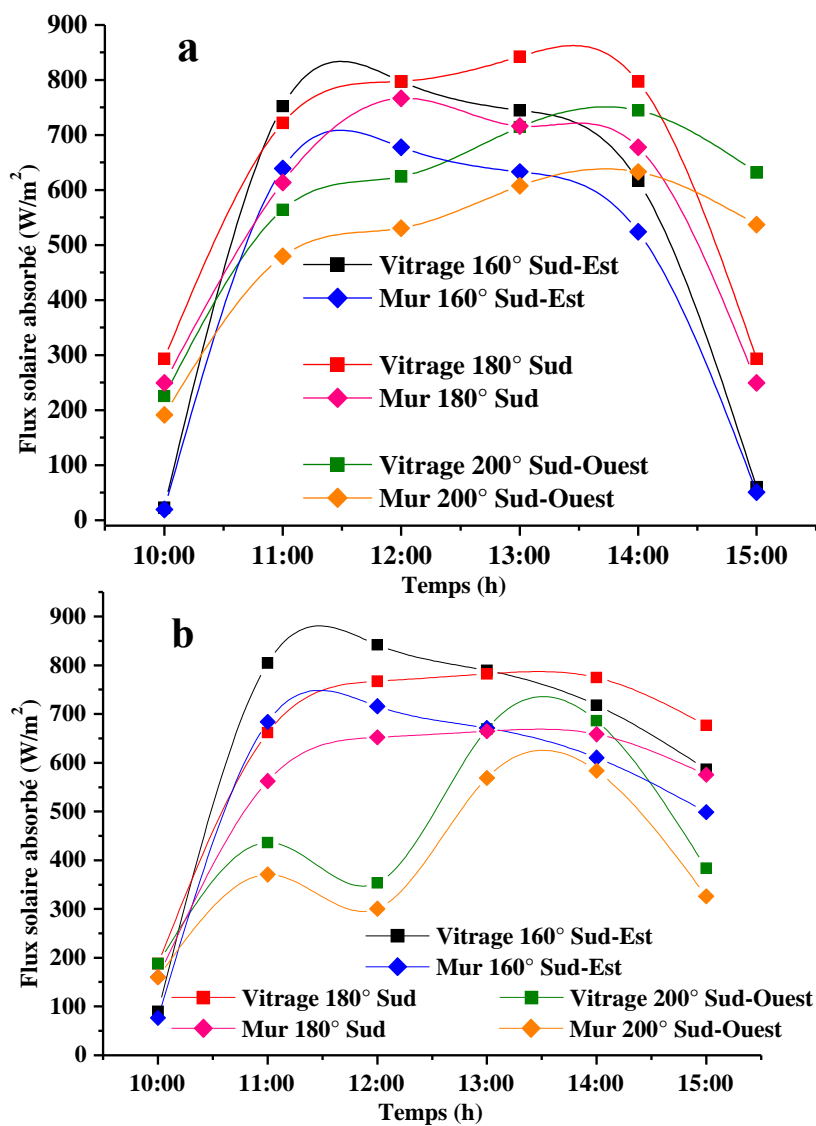 a
900
800
700
600
500
400
300
200
100
0
Flux solaire absorbé (W/m²)
Vitrage 160° Sud-Est
Mur 160° Sud-Est
Vitrage 180° Sud
Mur 180° Sud
Vitrage 200° Sud-Ouest
Mur 200° Sud-Ouest
10:00 11:00 12:00 13:00 14:00 15:00
Temps (h)
b
900
800
700
600
500
400
300
200
100
0
Flux solaire absorbé (W/m²)
Vitrage 160° Sud-Est
Mur 160° Sud-Est
Vitrage 180° Sud Vitrage 200° Sud-Ouest
Mur 180° Sud Mur 200° Sud-Ouest
10:00 11:00 12:00 13:00 14:00 15:00
Temps (h)